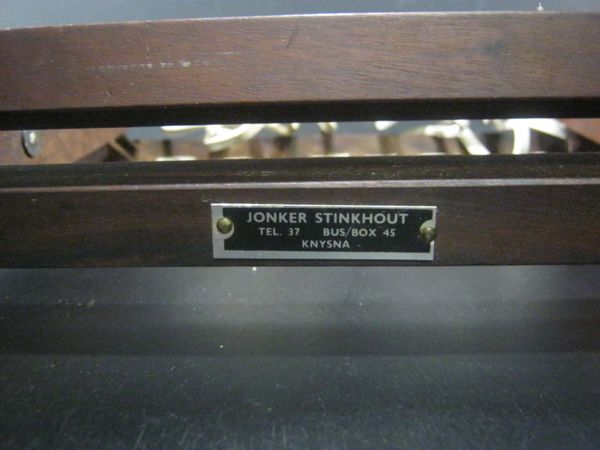 JONKER STINKHOUT
TEL. 37 BUS/BOX 45
KNYSNA